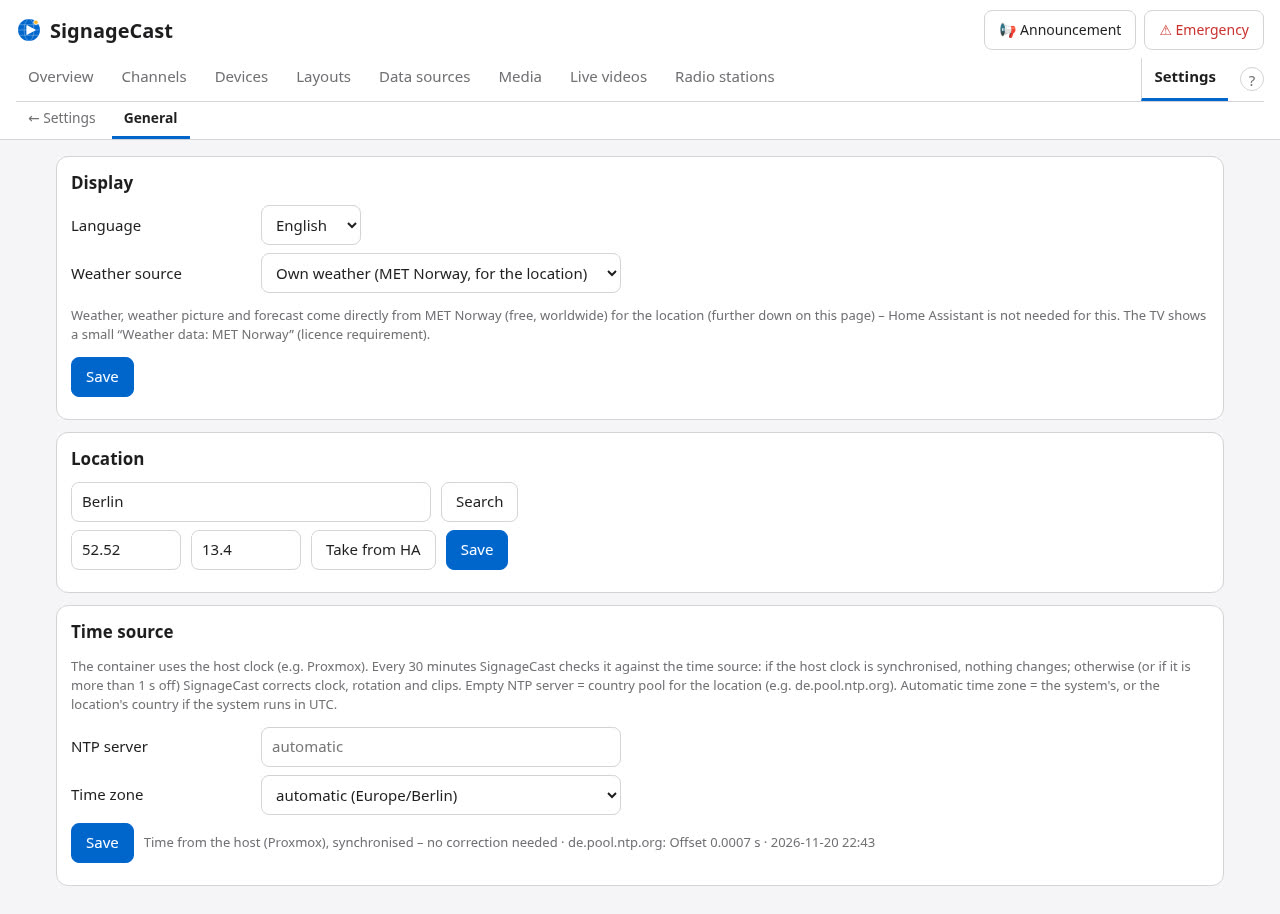 SignageCast
📢 Announcement
⚠ Emergency
Overview
Channels
Devices
Layouts
Data sources
Media
Live videos
Radio stations
Settings
?
← Settings
General
Display
Language
English
Weather source
Own weather (MET Norway, for the location)
Weather, weather picture and forecast come directly from MET Norway (free, worldwide) for the location (further down on this page) – Home Assistant is not needed for this. The TV shows
a small “Weather data: MET Norway” (licence requirement).
Save
Location
Berlin
Search
52.52
13.4
Take from HA
Save
Time source
The container uses the host clock (e.g. Proxmox). Every 30 minutes SignageCast checks it against the time source: if the host clock is synchronised, nothing changes; otherwise (or if it is
more than 1 s off) SignageCast corrects clock, rotation and clips. Empty NTP server = country pool for the location (e.g. de.pool.ntp.org). Automatic time zone = the system's, or the
location's country if the system runs in UTC.
NTP server
automatic
Time zone
automatic (Europe/Berlin)
Save
Time from the host (Proxmox), synchronised – no correction needed · de.pool.ntp.org: Offset 0.0007 s · 2026-11-20 22:43